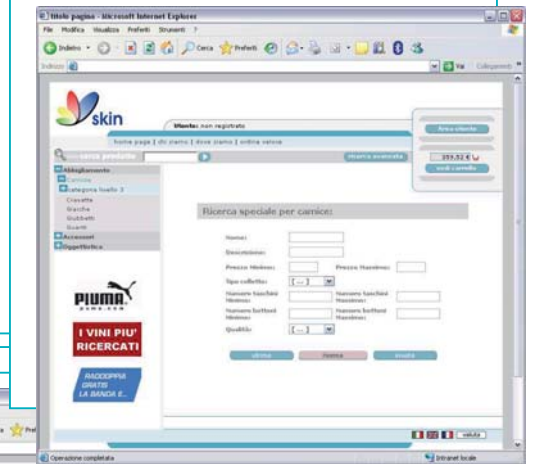 titolo pagina - Microsoft Internet Explorer
File Modifica Visualizza Preferiti Strumenti ?
Indietro Cerca Preferiti
Indirizzo Vai Collegamenti
skin
Utente: non registrato
Area cliente
home page | chi siamo | dove siamo | ordine veloce
cerca prodotto
ricerca avanzata
359,52 €
vedi carrello
Abbigliamento
Camicie
categoria livello 3
Cravatte
Giacche
Giubbetti
Guanti
Accessori
Oggettistica
Ricerca speciale per camice:
Nome:
Descrizione:
Prezzo Minimo: Prezzo Massimo:
Tipo colletto: [ --- ]
Numero taschini Minimo: Numero taschini Massimo:
Numero bottoni Minimo: Numero bottoni Massimo:
Qualità: [ --- ]
PUMA
I VINI PIU'
RICERCATI
RADDOPPIA
GRATIS
LA BANDA E..
valuta
Operazione completata
Intranet locale